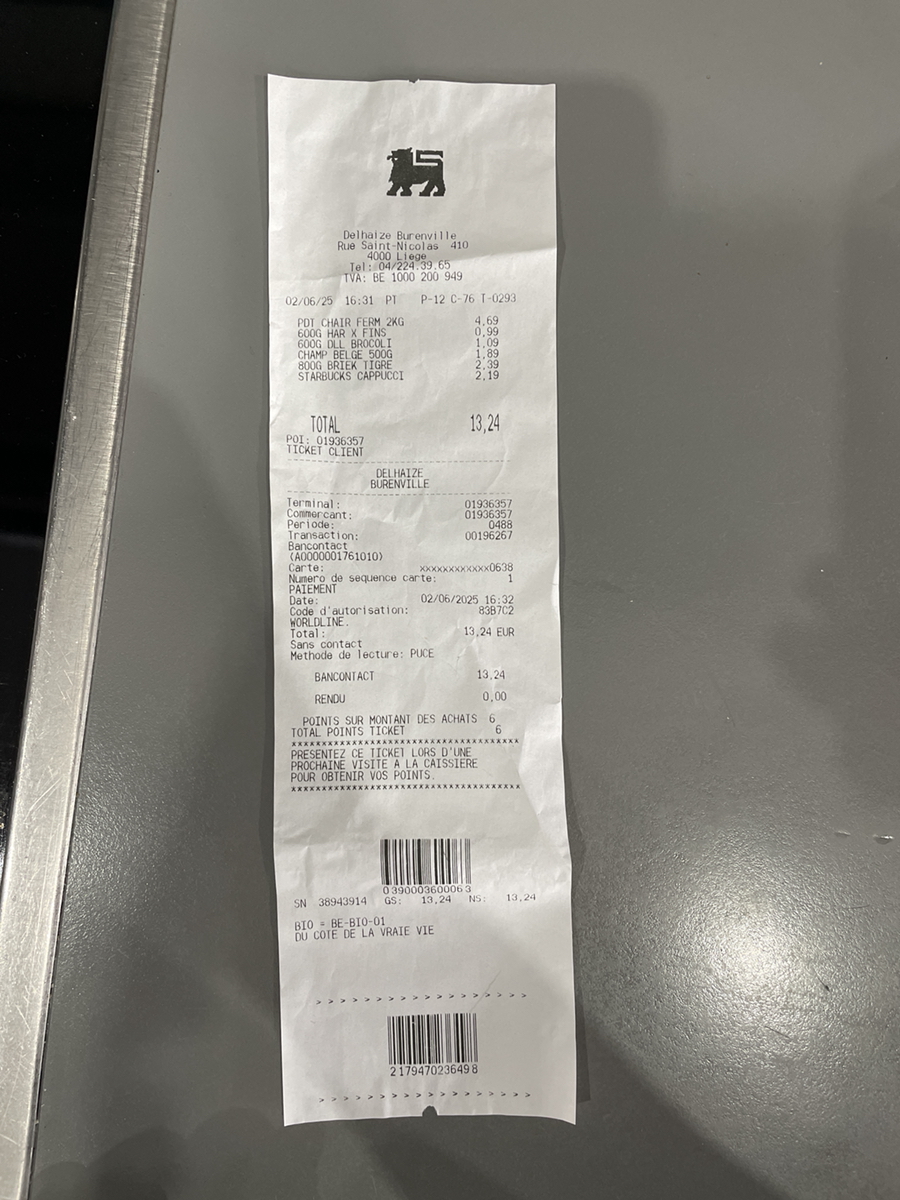 Delhaize Burenville
Rue Saint-Nicolas 410
4000 Liege
Tel: 04/224.39.65
TVA: BE 1000 200 949
02/06/25 16:31 PT P-12 C-76 T-0293
PDT CHAIR FERM 2KG 4,69
600G HAR X FINS 0,99
600G DLL BROCOLI 1,09
CHAMP BELGE 500G 1,89
800G BRIEK TIGRE 2,39
STARBUCKS CAPPUCCI 2,19
TOTAL 13,24
POI: 01936357
TICKET CLIENT
DELHAIZE
BURENVILLE
Terminal: 01936357
Commercant: 01936357
Periode: 0488
Transaction: 00196267
Bancontact
(A0000001761010)
Carte: xxxxxxxxxxxx0638
Numero de sequence carte: 1
PAIEMENT
Date: 02/06/2025 16:32
Code d'autorisation: 83B7C2
WORLDLINE.
Total: 13,24 EUR
Sans contact
Methode de lecture: PUCE
BANCONTACT 13,24
RENDU 0,00
POINTS SUR MONTANT DES ACHATS 6
TOTAL POINTS TICKET 6
xxxxxxxxxxxxxxxxxxxxxxxxxxxxxxxxxxxxxx
PRESENTEZ CE TICKET LORS D'UNE
PROCHAINE VISITE A LA CAISSIERE
POUR OBTENIR VOS POINTS.
xxxxxxxxxxxxxxxxxxxxxxxxxxxxxxxxxxxxxx
0390003600063
SN 38943914 GS: 13,24 NS: 13,24
BIO = BE-BIO-01
DU COTE DE LA VRAIE VIE
> > > > > > > > > > > > > > > > > >
2179470236498
> > > > > > > > > > > > > > > > > >